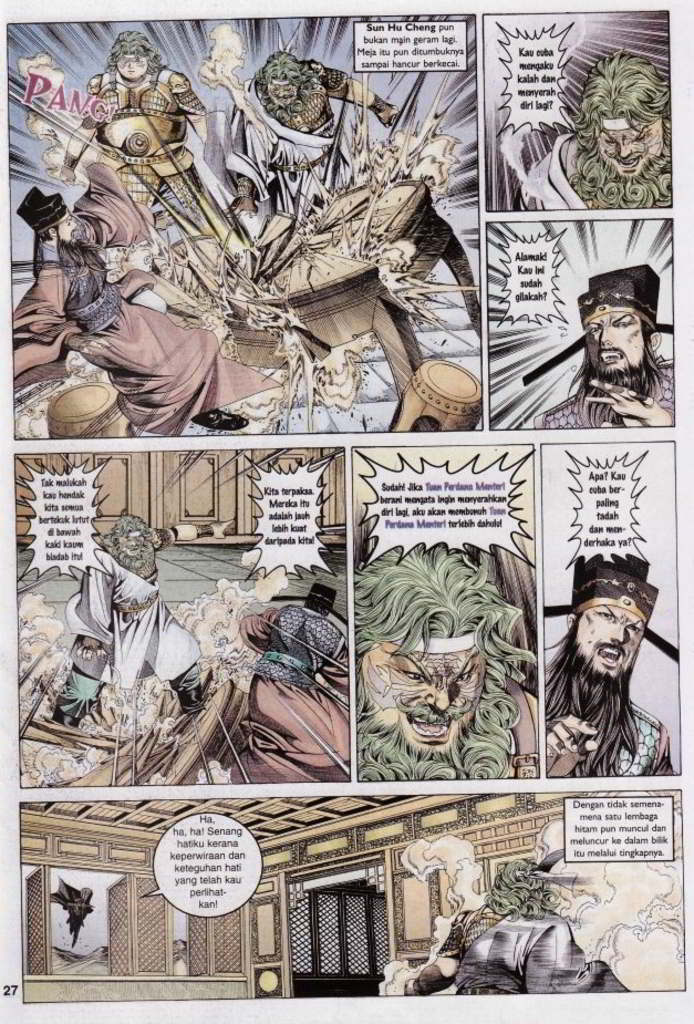 Sun Hu Cheng pun
bukan main geram lagi.
Meja itu pun ditumbuknya
sampai hancur berkecai.
PANG!
Kau cuba
mengaku
kalah dan
menyerah
diri lagi?
Alamak!
Kau ini
sudah
gilakah?
Tak malukah
kau hendak
kita semua
bertekuk lutut
di bawah
kaki kaum
biadab itu!
Kita terpaksa.
Mereka itu
adalah jauh
lebih kuat
daripada kita!
Sudah! Jika Tuan Perdana Menteri
berani mengata ingin menyerahkan
diri lagi, aku akan membunuh Tuan
Perdana Menteri terlebih dahulu!
Apa? Kau
cuba ber-
paling
tadah
dan men-
derhaka ya?
Ha,
ha, ha! Senang
hatiku kerana
keperwiraan dan
keteguhan hati
yang telah kau
perlihat-
kan!
Dengan tidak semena-
mena satu lembaga
hitam pun muncul dan
meluncur ke dalam bilik
itu melalui tingkapnya.
27